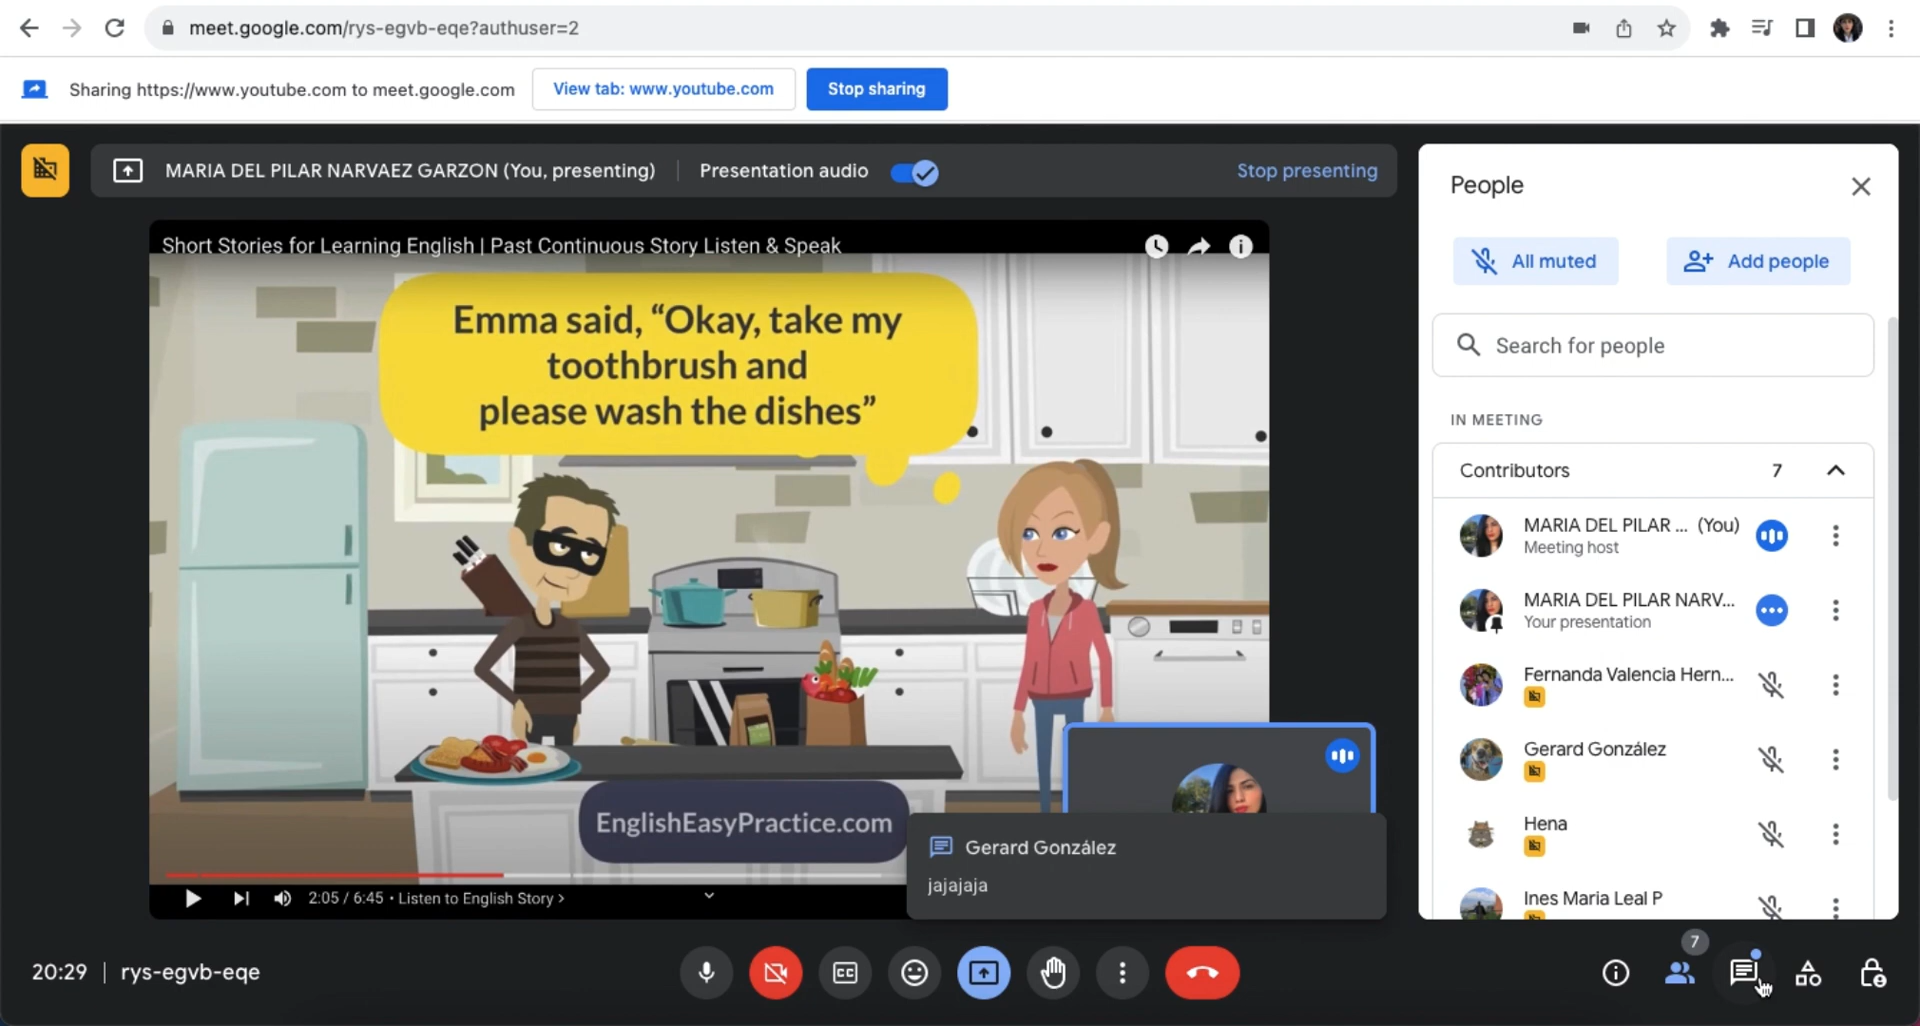 meet.google.com/rys-egvb-eqe?authuser=2
Sharing https://www.youtube.com to meet.google.com
View tab: www.youtube.com
Stop sharing
MARIA DEL PILAR NARVAEZ GARZON (You, presenting)
Presentation audio
Stop presenting
Short Stories for Learning English | Past Continuous Story Listen & Speak
Emma said, “Okay, take my
toothbrush and
please wash the dishes”
EnglishEasyPractice.com
2:05 / 6:45 • Listen to English Story >
Gerard González
jajajaja
People
All muted
Add people
Search for people
IN MEETING
Contributors 7
MARIA DEL PILAR ... (You)
Meeting host
MARIA DEL PILAR NARV...
Your presentation
Fernanda Valencia Hern...
Gerard González
Hena
Ines Maria Leal P
20:29 | rys-egvb-eqe
CC
7